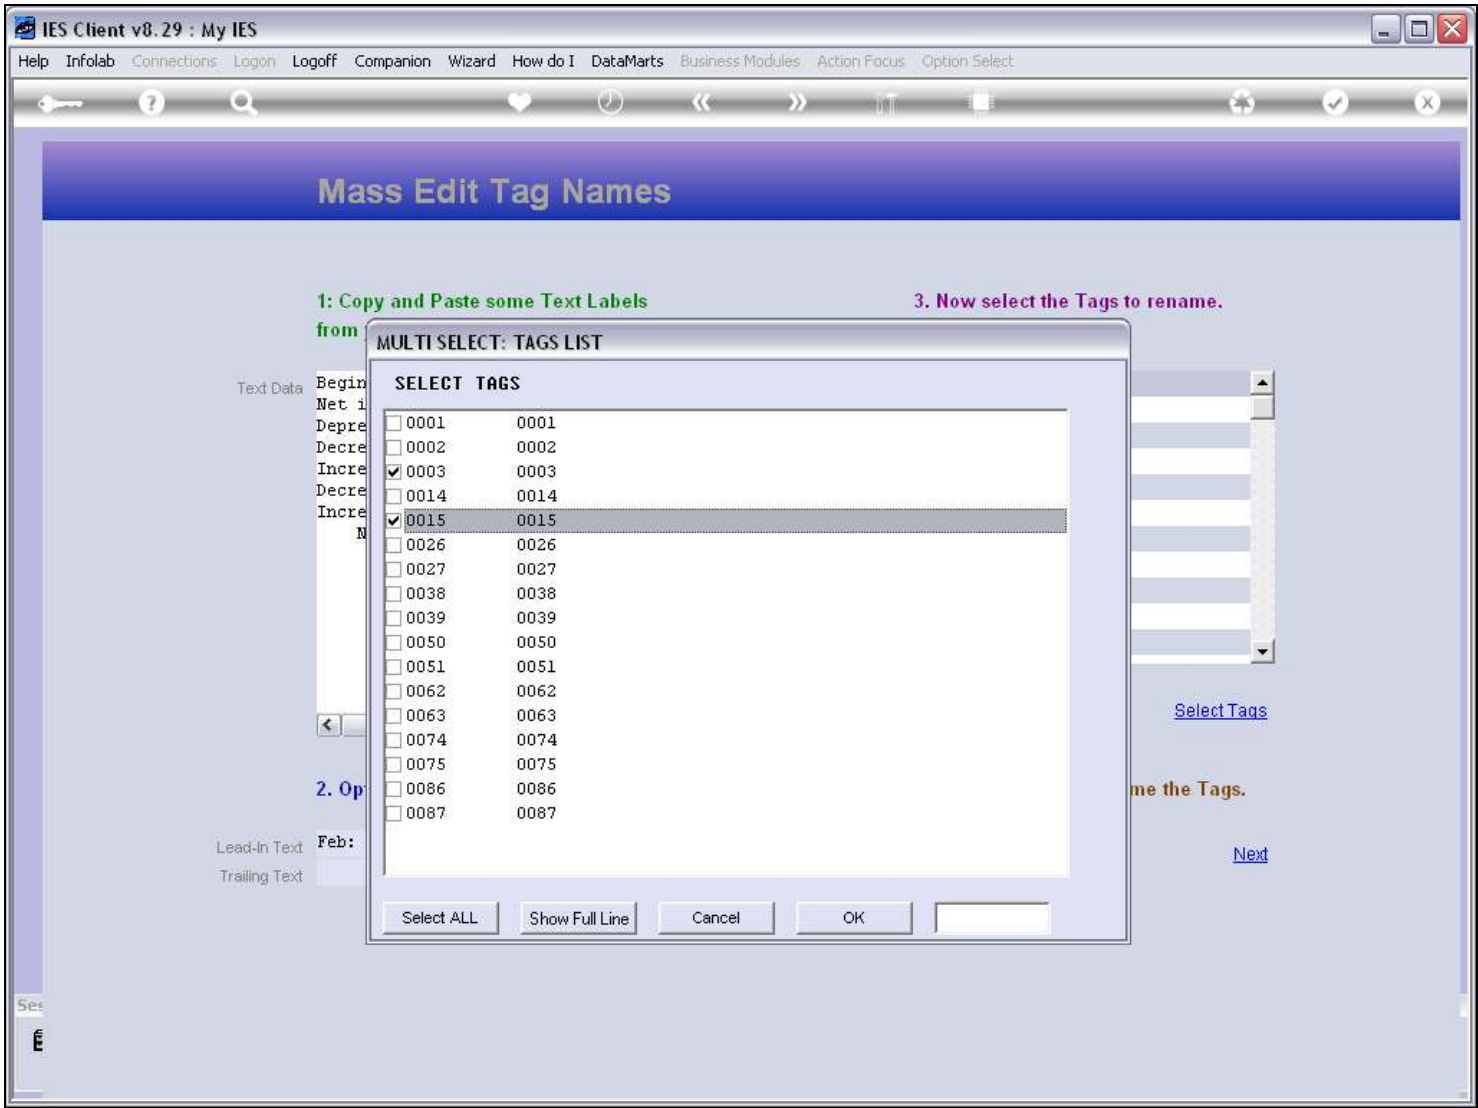 IES Client v8.29 : My IES
Help Infolab Connections Logon Logoff Companion Wizard How do I DataMarts Business Modules Action Focus Option Select
Mass Edit Tag Names
1: Copy and Paste some Text Labels
from
3. Now select the Tags to rename.
Text Data
Begin
Net i
Depre
Decre
Incre
Decre
Incre
N
MULTI SELECT: TAGS LIST
SELECT TAGS
0001 0001
0002 0002
0003 0003
0014 0014
0015 0015
0026 0026
0027 0027
0038 0038
0039 0039
0050 0050
0051 0051
0062 0062
0063 0063
0074 0074
0075 0075
0086 0086
0087 0087
Select ALL Show Full Line Cancel OK
Select Tags
2. Op
me the Tags.
Lead-In Text Feb:
Trailing Text
Next
Ses